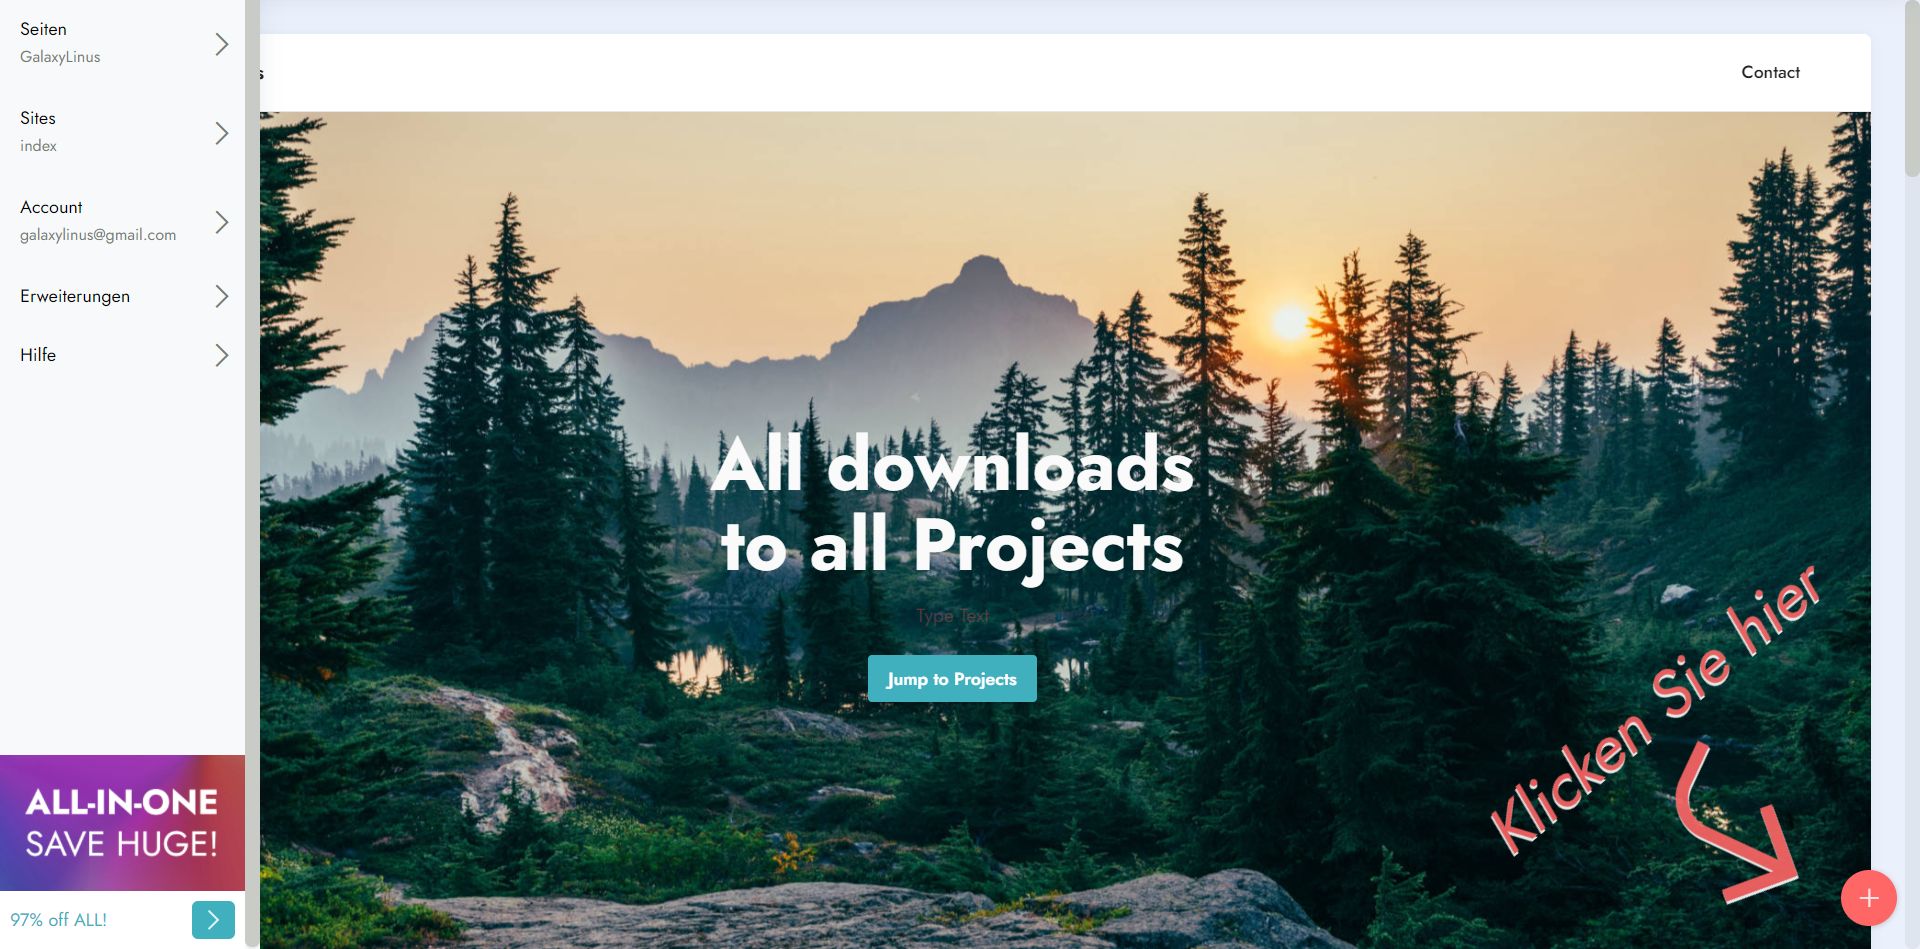 Seiten
GalaxyLinus
Sites
index
Account
galaxylinus@gmail.com
Erweiterungen
Hilfe
ALL-IN-ONE
SAVE HUGE!
97% off ALL!
s
Contact
All downloads
to all Projects
Type Text
Jump to Projects
Klicken Sie hier